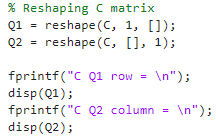 % Reshaping C matrix
Q1 = reshape(C, 1, []);
Q2 = reshape(C, [], 1);
fprintf("C Q1 row = \n");
disp(Q1);
fprintf("C Q2 column = \n");
disp(Q2);